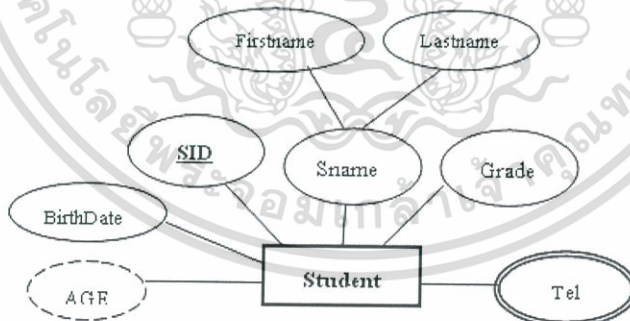 Firstname
Lastname
SID
Sname
Grade
BirthDate
Student
AGE
Tel